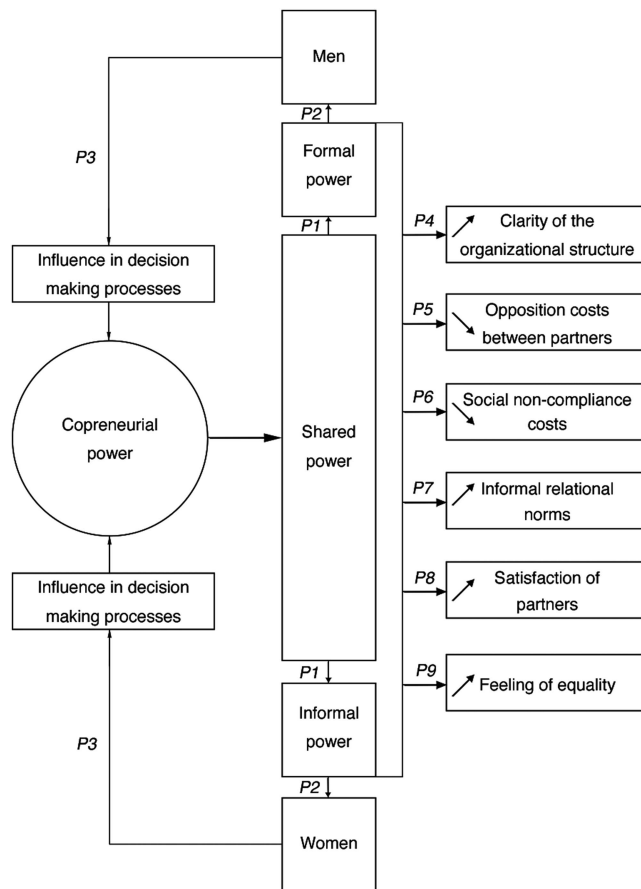 Men
P2
P3
Formal
power
P1
P4
Clarity of the
organizational structure
Influence in decision
making processes
P5
Opposition costs
between partners
P6
Social non-compliance
costs
Copreneurial
power
Shared
power
P7
Informal relational
norms
P8
Satisfaction of
partners
Influence in decision
making processes
P1
P9
Feeling of equality
Informal
power
P3
P2
Women